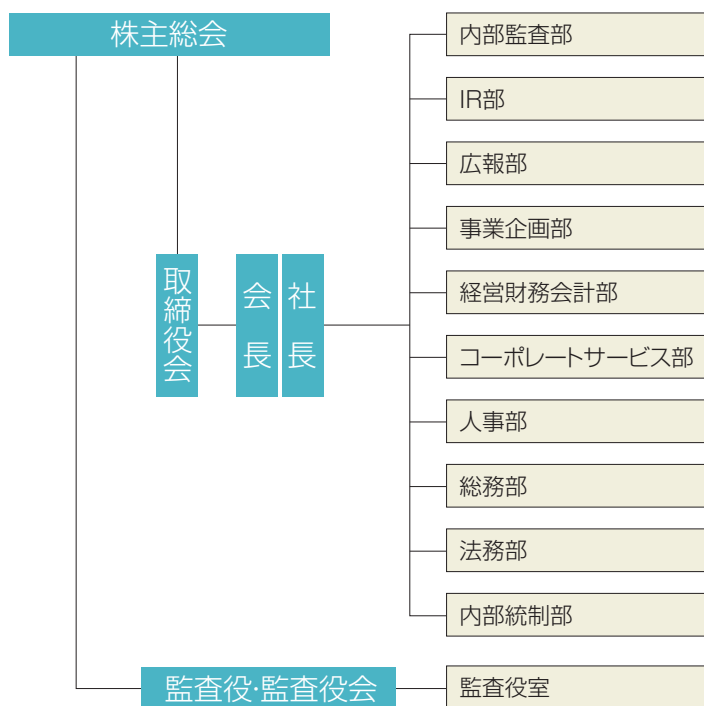 株主総会
取締役会
会長
社長
内部監査部
IR部
広報部
事業企画部
経営財務会計部
コーポレートサービス部
人事部
総務部
法務部
内部統制部
監査役・監査役会
監査役室